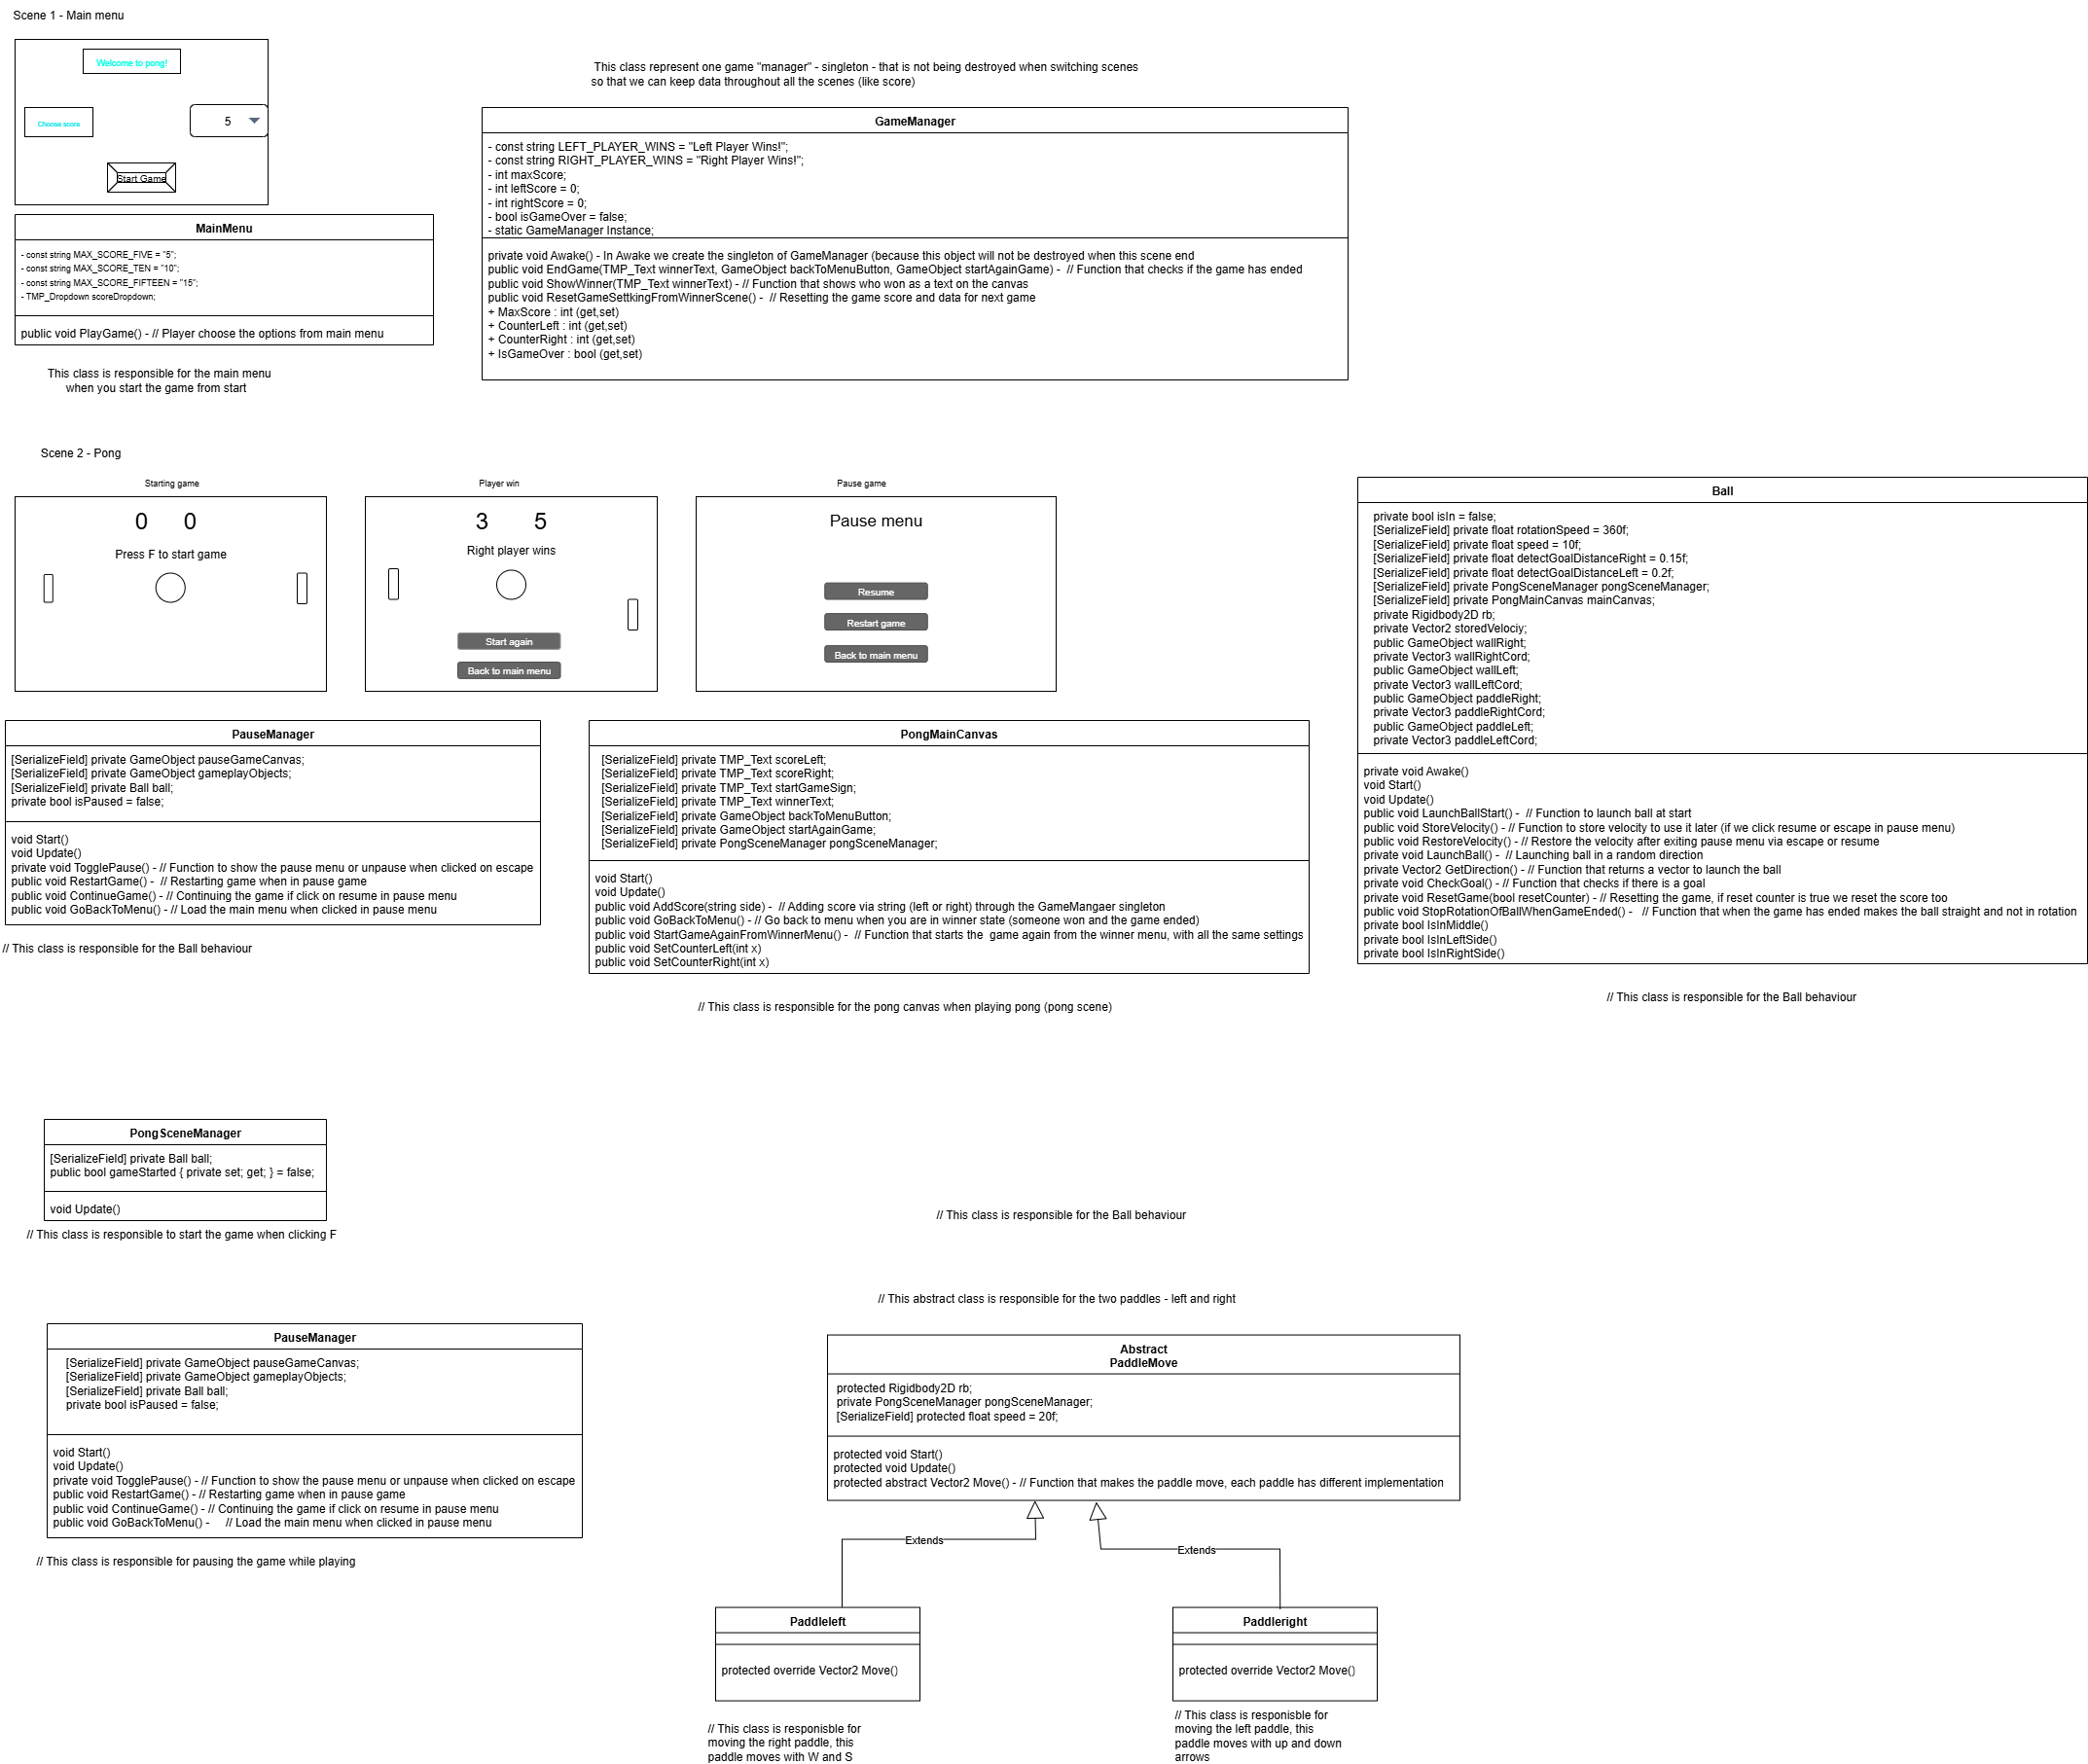 Scene 1 - Main menu
Welcome to pong!
Choose score
5
Start Game
MainMenu
- const string MAX_SCORE_FIVE = "5";
- const string MAX_SCORE_TEN = "10";
- const string MAX_SCORE_FIFTEEN = "15";
- TMP_Dropdown scoreDropdown;
public void PlayGame() - // Player choose the options from main menu
This class is responsible for the main menu
when you start the game from start
This class represent one game "manager" - singleton - that is not being destroyed when switching scenes
so that we can keep data throughout all the scenes (like score)
GameManager
- const string LEFT_PLAYER_WINS = "Left Player Wins!";
- const string RIGHT_PLAYER_WINS = "Right Player Wins!";
- int maxScore;
- int leftScore = 0;
- int rightScore = 0;
- bool isGameOver = false;
- static GameManager Instance;
private void Awake() - In Awake we create the singleton of GameManager (because this object will not be destroyed when this scene end
public void EndGame(TMP_Text winnerText, GameObject backToMenuButton, GameObject startAgainGame) - // Function that checks if the game has ended
public void ShowWinner(TMP_Text winnerText) - // Function that shows who won as a text on the canvas
public void ResetGameSettkingFromWinnerScene() - // Resetting the game score and data for next game
+ MaxScore : int (get,set)
+ CounterLeft : int (get,set)
+ CounterRight : int (get,set)
+ IsGameOver : bool (get,set)
Scene 2 - Pong
Starting game
0 0
Press F to start game
Player win
3 5
Right player wins
Start again
Back to main menu
Pause game
Pause menu
Resume
Restart game
Back to main menu
Ball
private bool isIn = false;
[SerializeField] private float rotationSpeed = 360f;
[SerializeField] private float speed = 10f;
[SerializeField] private float detectGoalDistanceRight = 0.15f;
[SerializeField] private float detectGoalDistanceLeft = 0.2f;
[SerializeField] private PongSceneManager pongSceneManager;
[SerializeField] private PongMainCanvas mainCanvas;
private Rigidbody2D rb;
private Vector2 storedVelociy;
public GameObject wallRight;
private Vector3 wallRightCord;
public GameObject wallLeft;
private Vector3 wallLeftCord;
public GameObject paddleRight;
private Vector3 paddleRightCord;
public GameObject paddleLeft;
private Vector3 paddleLeftCord;
private void Awake()
void Start()
void Update()
public void LaunchBallStart() - // Function to launch ball at start
public void StoreVelocity() - // Function to store velocity to use it later (if we click resume or escape in pause menu)
public void RestoreVelocity() - // Restore the velocity after exiting pause menu via escape or resume
private void LaunchBall() - // Launching ball in a random direction
private Vector2 GetDirection() - // Function that returns a vector to launch the ball
private void CheckGoal() - // Function that checks if there is a goal
private void ResetGame(bool resetCounter) - // Resetting the game, if reset counter is true we reset the score too
public void StopRotationOfBallWhenGameEnded() - // Function that when the game has ended makes the ball straight and not in rotation
private bool IsInMiddle()
private bool IsInLeftSide()
private bool IsInRightSide()
// This class is responsible for the Ball behaviour
PauseManager
[SerializeField] private GameObject pauseGameCanvas;
[SerializeField] private GameObject gameplayObjects;
[SerializeField] private Ball ball;
private bool isPaused = false;
void Start()
void Update()
private void TogglePause() - // Function to show the pause menu or unpause when clicked on escape
public void RestartGame() - // Restarting game when in pause game
public void ContinueGame() - // Continuing the game if click on resume in pause menu
public void GoBackToMenu() - // Load the main menu when clicked in pause menu
// This class is responsible for the Ball behaviour
PongMainCanvas
[SerializeField] private TMP_Text scoreLeft;
[SerializeField] private TMP_Text scoreRight;
[SerializeField] private TMP_Text startGameSign;
[SerializeField] private TMP_Text winnerText;
[SerializeField] private GameObject backToMenuButton;
[SerializeField] private GameObject startAgainGame;
[SerializeField] private PongSceneManager pongSceneManager;
void Start()
void Update()
public void AddScore(string side) - // Adding score via string (left or right) through the GameMangaer singleton
public void GoBackToMenu() - // Go back to menu when you are in winner state (someone won and the game ended)
public void StartGameAgainFromWinnerMenu() - // Function that starts the game again from the winner menu, with all the same settings
public void SetCounterLeft(int x)
public void SetCounterRight(int x)
// This class is responsible for the pong canvas when playing pong (pong scene)
PongSceneManager
[SerializeField] private Ball ball;
public bool gameStarted { private set; get; } = false;
void Update()
// This class is responsible to start the game when clicking F
// This class is responsible for the Ball behaviour
PauseManager
[SerializeField] private GameObject pauseGameCanvas;
[SerializeField] private GameObject gameplayObjects;
[SerializeField] private Ball ball;
private bool isPaused = false;
void Start()
void Update()
private void TogglePause() - // Function to show the pause menu or unpause when clicked on escape
public void RestartGame() - // Restarting game when in pause game
public void ContinueGame() - // Continuing the game if click on resume in pause menu
public void GoBackToMenu() - // Load the main menu when clicked in pause menu
// This class is responsible for pausing the game while playing
// This abstract class is responsible for the two paddles - left and right
Abstract
PaddleMove
protected Rigidbody2D rb;
private PongSceneManager pongSceneManager;
[SerializeField] protected float speed = 20f;
protected void Start()
protected void Update()
protected abstract Vector2 Move() - // Function that makes the paddle move, each paddle has different implementation
Extends
Extends
Paddleleft
protected override Vector2 Move()
// This class is responisble for
moving the right paddle, this
paddle moves with W and S
Paddleright
protected override Vector2 Move()
// This class is responisble for
moving the left paddle, this
paddle moves with up and down
arrows